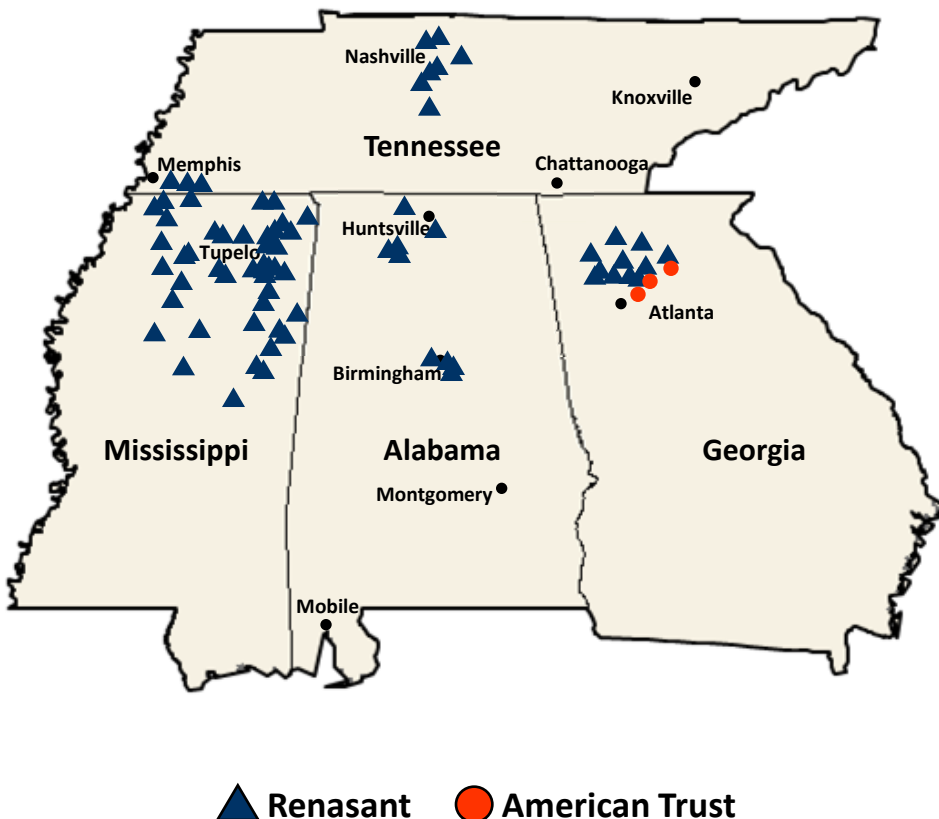 Nashville
Knoxville
Tennessee
Memphis
Chattanooga
Huntsville
Tupelo
Atlanta
Birmingham
Mississippi
Alabama
Georgia
Montgomery
Mobile
Renasant
American Trust